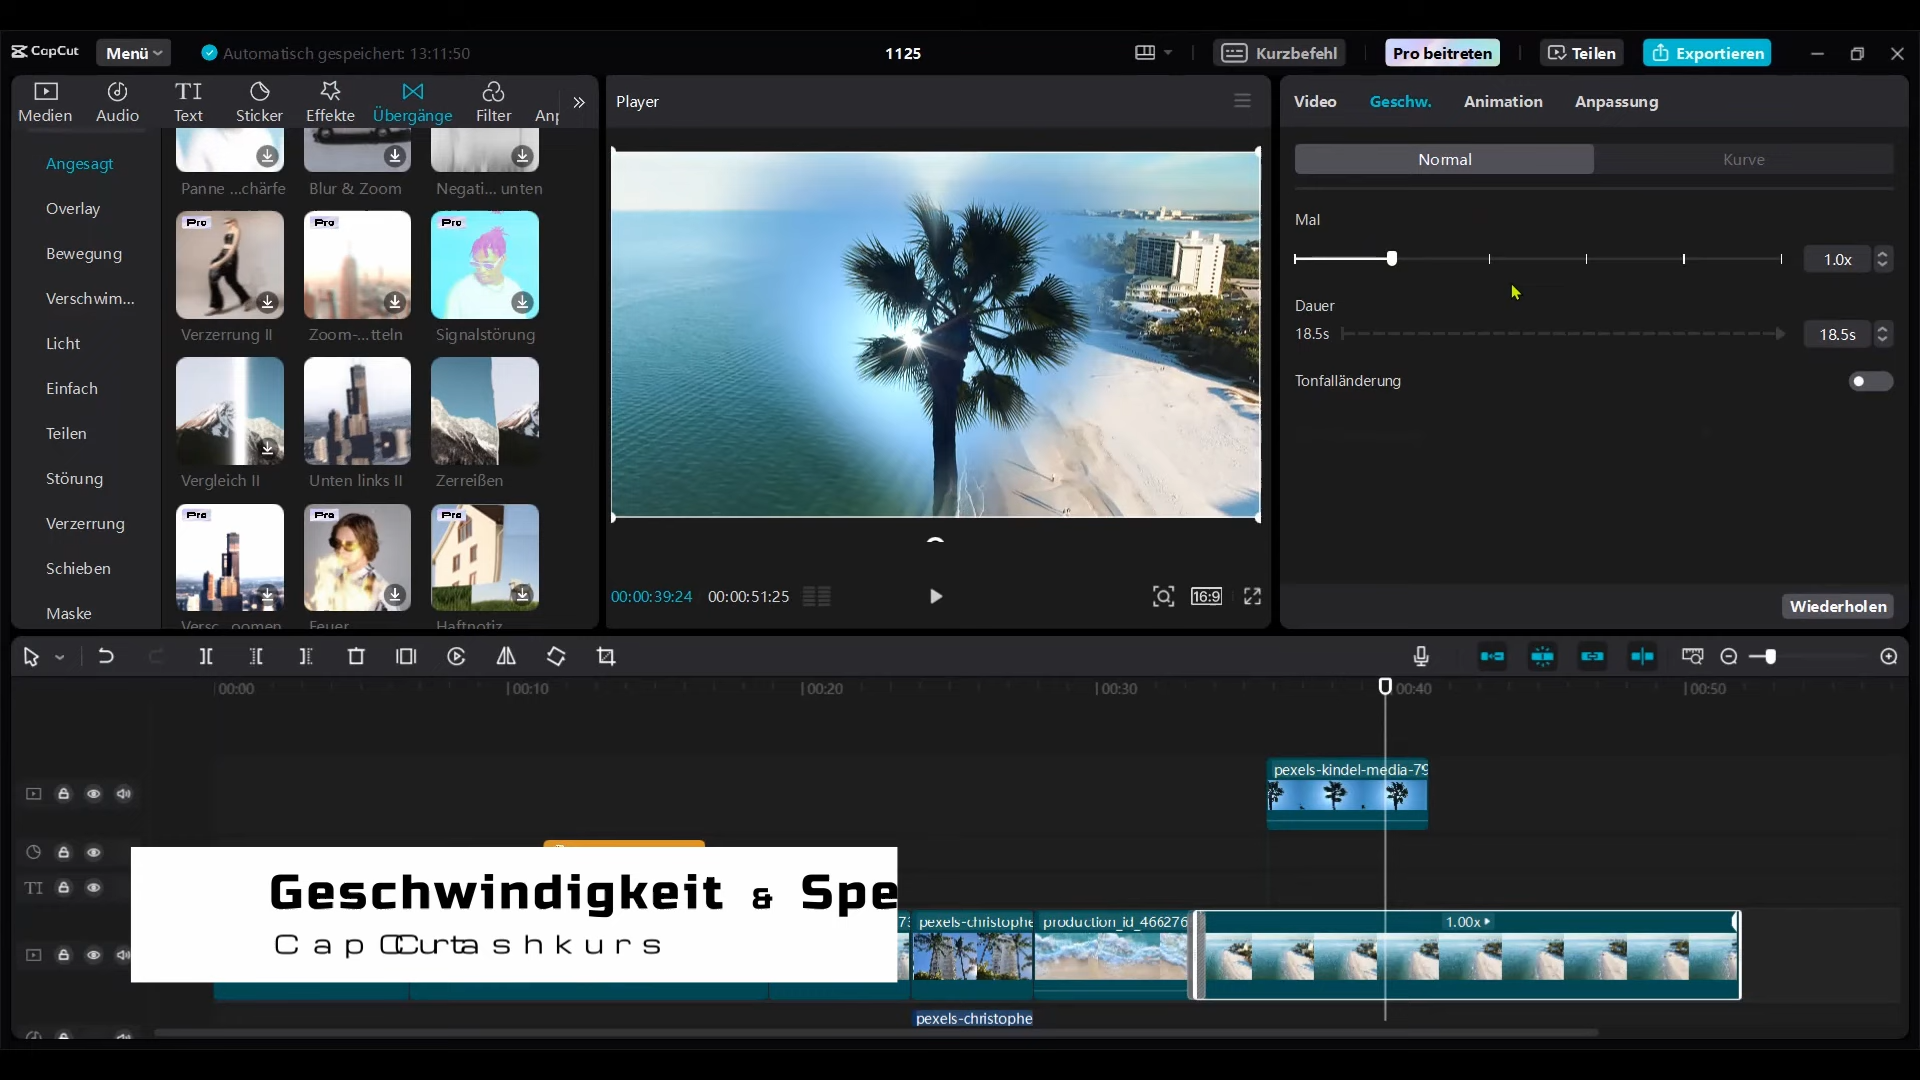 CapCut
Menü
Automatisch gespeichert: 13:11:50
1125
Kurzbefehl
Pro beitreten
Teilen
Exportieren
Medien
Audio
TI
Text
Sticker
Effekte
Übergänge
Filter
Player
Video
Geschw.
Animation
Anpassung
Angesagt
Overlay
Bewegung
Verschwim...
Licht
Einfach
Teilen
Störung
Verzerrung
Schieben
Maske
Panne ...chärfe
Blur & Zoom
Negati... unten
Pro
Pro
Pro
Verzerrung II
Zoom-...tteln
Signalstörung
Vergleich II
Unten links II
Zerreißen
Pro
Pro
Pro
Feuer
Haftnotiz
00:00:39:24
00:00:51:25
16:9
Normal
Kurve
Mal
1.0x
Dauer
18.5s
18.5s
Tonfalländerung
Wiederholen
00:00
00:10
00:20
00:30
00:40
00:50
pexels-kindel-media-79
TI
Geschwindigkeit & Spe
pexels-christophe
production_id_466276
1.00x
pexels-christophe